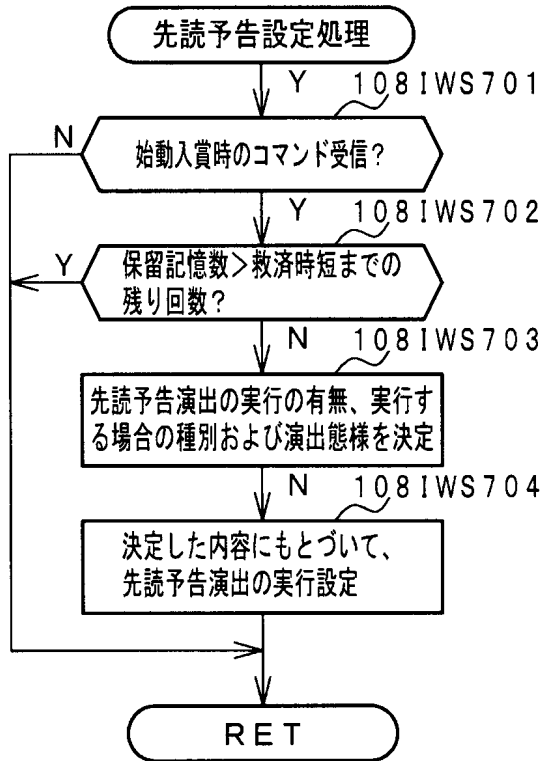 先読予告設定処理
Y
108IWS701
N
始動入賞時のコマンド受信？
Y
108IWS702
Y
保留記憶数＞救済時短までの
残り回数？
N
108IWS703
先読予告演出の実行の有無、実行す
る場合の種別および演出態様を決定
N
108IWS704
決定した内容にもとづいて、
先読予告演出の実行設定
RET